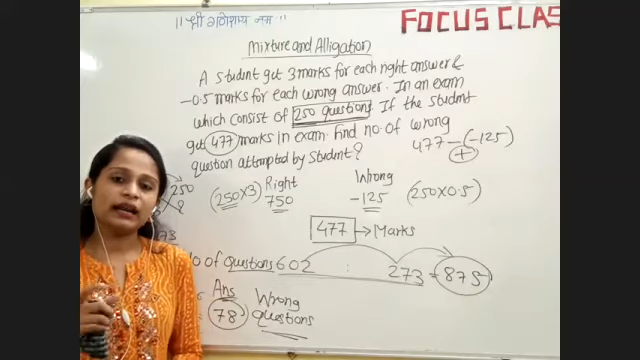 ॥ श्री गणेशाय नमः ॥
FOCUS CLAS
Mixture and Alligation
A student get 3 marks for each right answer &
-0.5 marks for each wrong answer. In an exam
which consist of 250 questions If the student
get 477 marks in exam. Find no. of wrong
question attempted by student?
477 - (-125)
+
250
Right
Wrong
(250×3) 750
-125 (250×0.5)
477 → Marks
73
No of questions 602
273 = 875
Ans
78
Wrong
questions